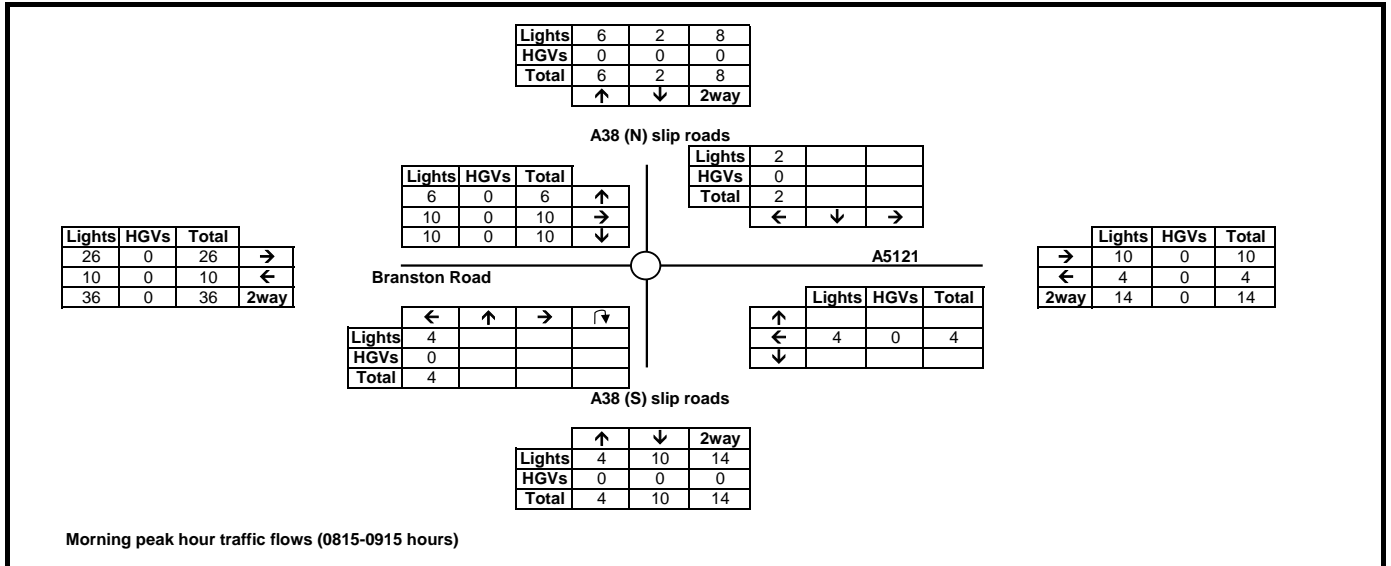 Lights 6 2 8
HGVs 0 0 0
Total 6 2 8
↑ ↓ 2way
A38 (N) slip roads
Lights 2
HGVs 0
Total 2
← ↓ →
Lights HGVs Total
6 0 6 ↑
10 0 10 →
10 0 10 ↓
Lights HGVs Total
26 0 26 →
10 0 10 ←
36 0 36 2way
Branston Road
A5121
Lights HGVs Total
→ 10 0 10
← 4 0 4
2way 14 0 14
← ↑ →
Lights 4
HGVs 0
Total 4
Lights HGVs Total
↑
← 4 0 4
↓
A38 (S) slip roads
↑ ↓ 2way
Lights 4 10 14
HGVs 0 0 0
Total 4 10 14
Morning peak hour traffic flows (0815-0915 hours)